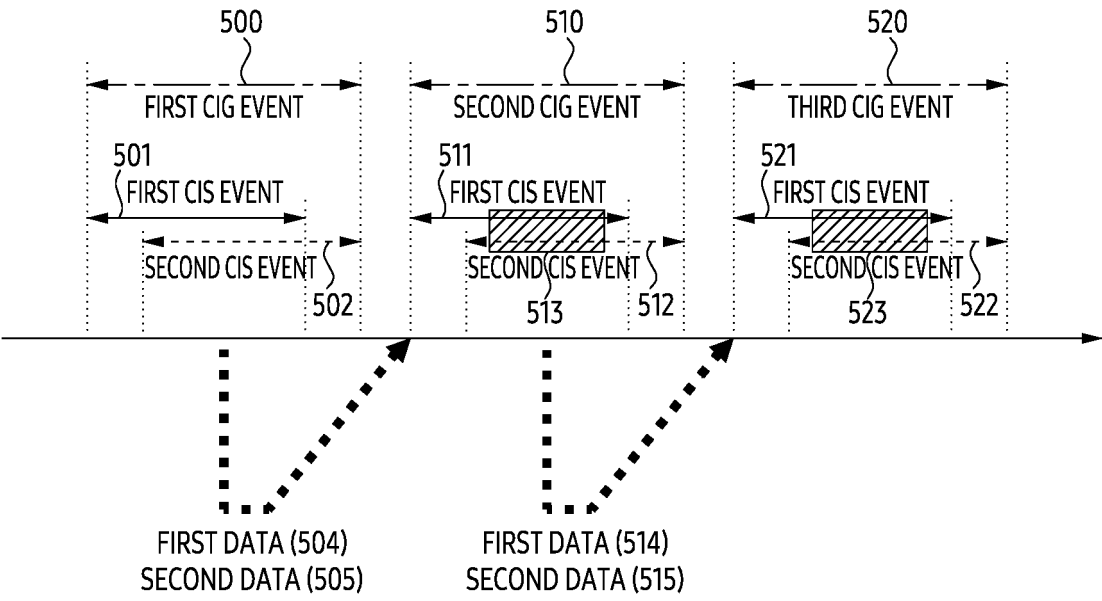 500
510
520
FIRST CIG EVENT
SECOND CIG EVENT
THIRD CIG EVENT
501
511
521
FIRST CIS EVENT
FIRST CIS EVENT
FIRST CIS EVENT
SECOND CIS EVENT
SECOND CIS EVENT
SECOND CIS EVENT
502
513
512
523
522
FIRST DATA (504)
SECOND DATA (505)
FIRST DATA (514)
SECOND DATA (515)